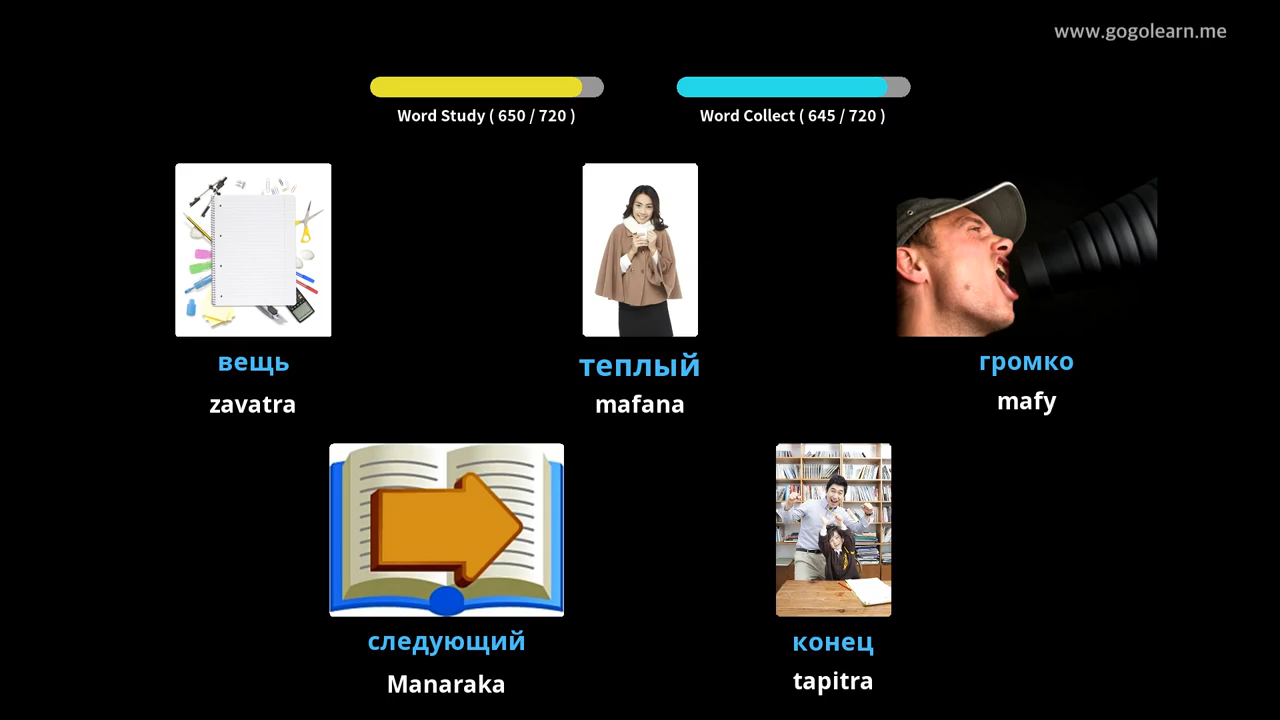 www.gogolearn.me
Word Study ( 650 / 720 )
Word Collect ( 645 / 720 )
вещь
теплый
громко
zavatra
mafana
mafy
следующий
конец
Manaraka
tapitra